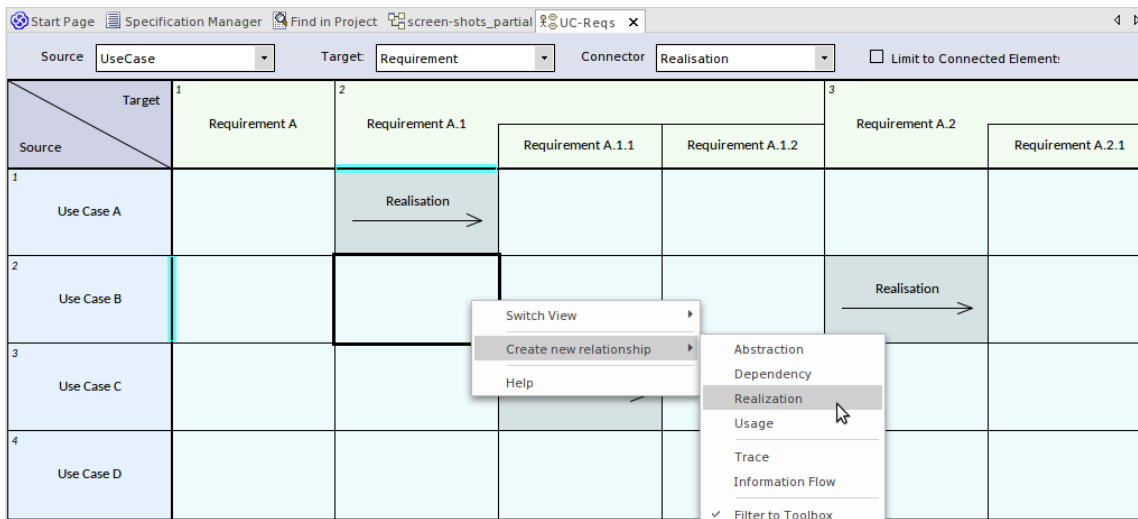 Start Page Specification Manager Find in Project screen-shots_partial UC-Reqs X
Source UseCase Target: Requirement Connector Realisation Limit to Connected Element:
Target
Source
1 Requirement A
2 Requirement A.1
Requirement A.1.1
Requirement A.1.2
3 Requirement A.2
Requirement A.2.1
1 Use Case A
Realisation
2 Use Case B
Realisation
3 Use Case C
4 Use Case D
Switch View
Create new relationship
Help
Abstraction
Dependency
Realization
Usage
Trace
Information Flow
Filter to Toolbox